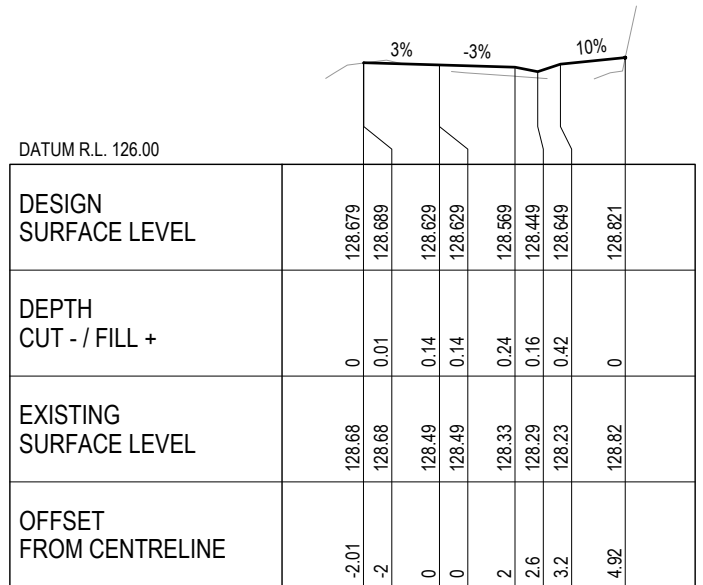 3% -3% 10%
DATUM R.L. 126.00
DESIGN
SURFACE LEVEL
128.679 128.689 128.629 128.629 128.569 128.449 128.649 128.821
DEPTH
CUT - / FILL +
0 0.01 0.14 0.14 0.24 0.16 0.42 0
EXISTING
SURFACE LEVEL
128.68 128.68 128.49 128.49 128.33 128.29 128.23 128.82
OFFSET
FROM CENTRELINE
-2.01 -2 0 0 2 2.6 3.2 4.92